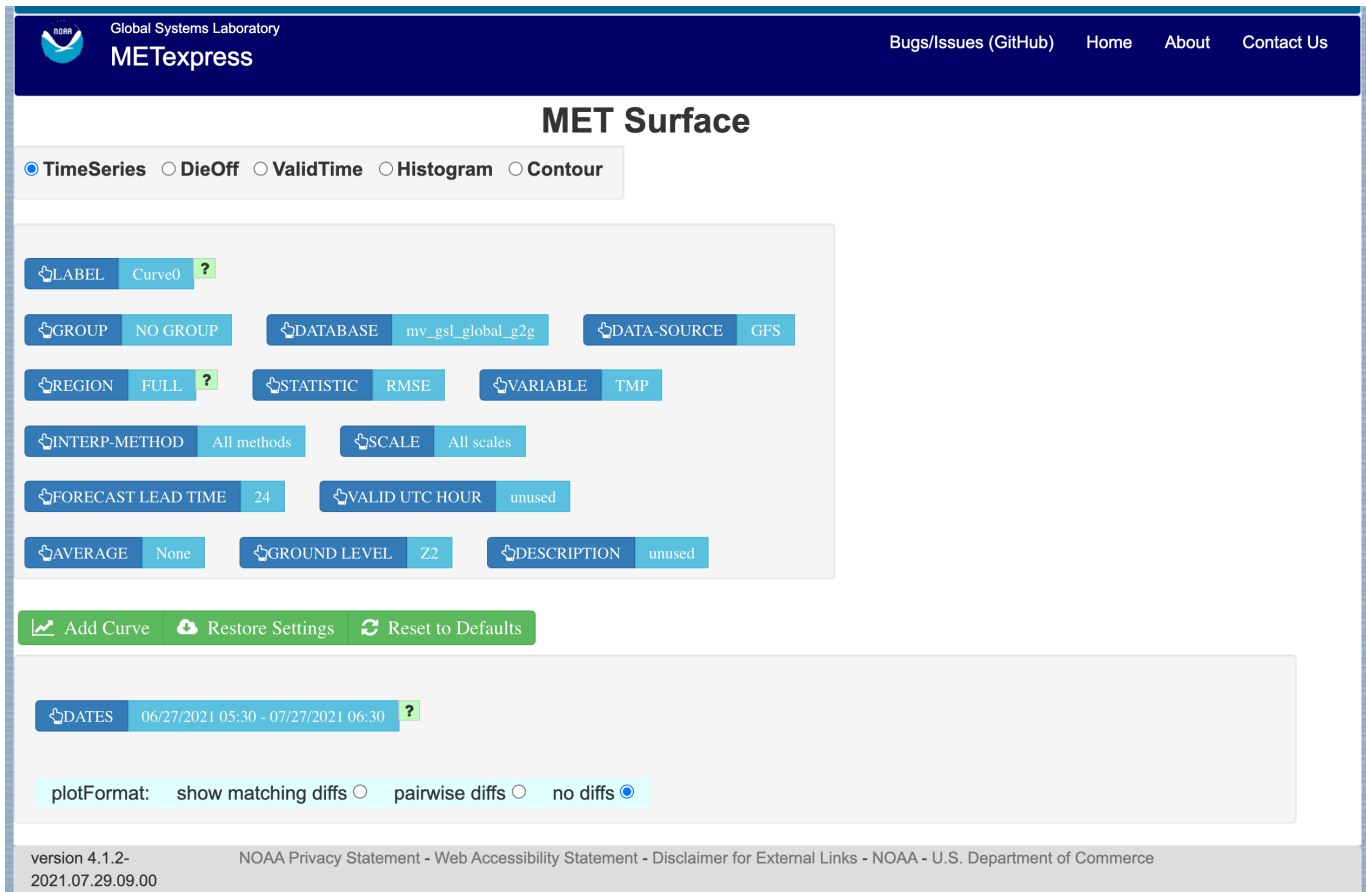 NOAA
Global Systems Laboratory
METexpress
Bugs/Issues (GitHub) Home About Contact Us
MET Surface
TimeSeries DieOff ValidTime Histogram Contour
LABEL Curve0 ?
GROUP NO GROUP DATABASE mv_gsl_global_g2g DATA-SOURCE GFS
REGION FULL ? STATISTIC RMSE VARIABLE TMP
INTERP-METHOD All methods SCALE All scales
FORECAST LEAD TIME 24 VALID UTC HOUR unused
AVERAGE None GROUND LEVEL Z2 DESCRIPTION unused
Add Curve Restore Settings Reset to Defaults
DATES 06/27/2021 05:30 - 07/27/2021 06:30 ?
plotFormat: show matching diffs pairwise diffs no diffs
version 4.1.2- NOAA Privacy Statement - Web Accessibility Statement - Disclaimer for External Links - NOAA - U.S. Department of Commerce
2021.07.29.09.00